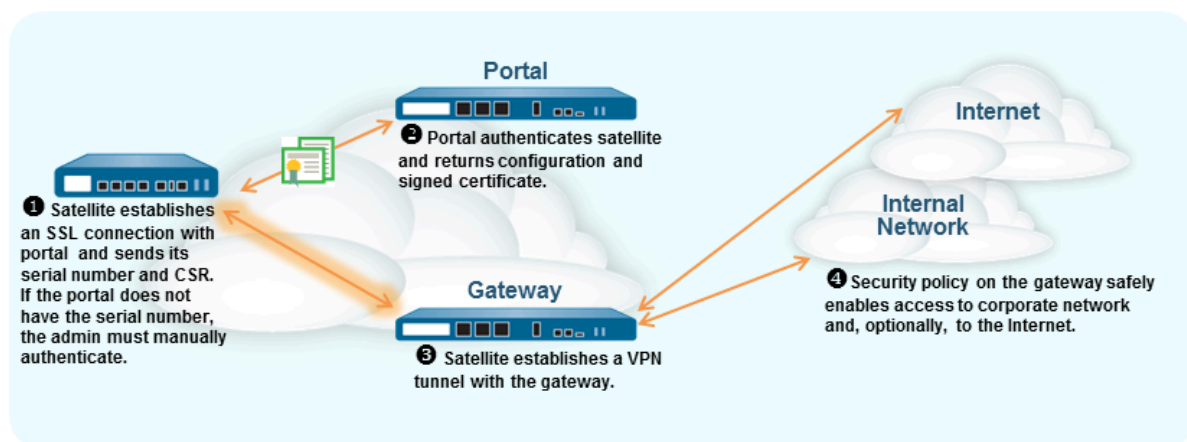 Portal
❷ Portal authenticates satellite
and returns configuration and
signed certificate.
❶ Satellite establishes
an SSL connection with
portal and sends its
serial number and CSR.
If the portal does not
have the serial number,
the admin must manually
authenticate.
Gateway
❸ Satellite establishes a VPN
tunnel with the gateway.
Internet
Internal
Network
❹ Security policy on the gateway safely
enables access to corporate network
and, optionally, to the Internet.